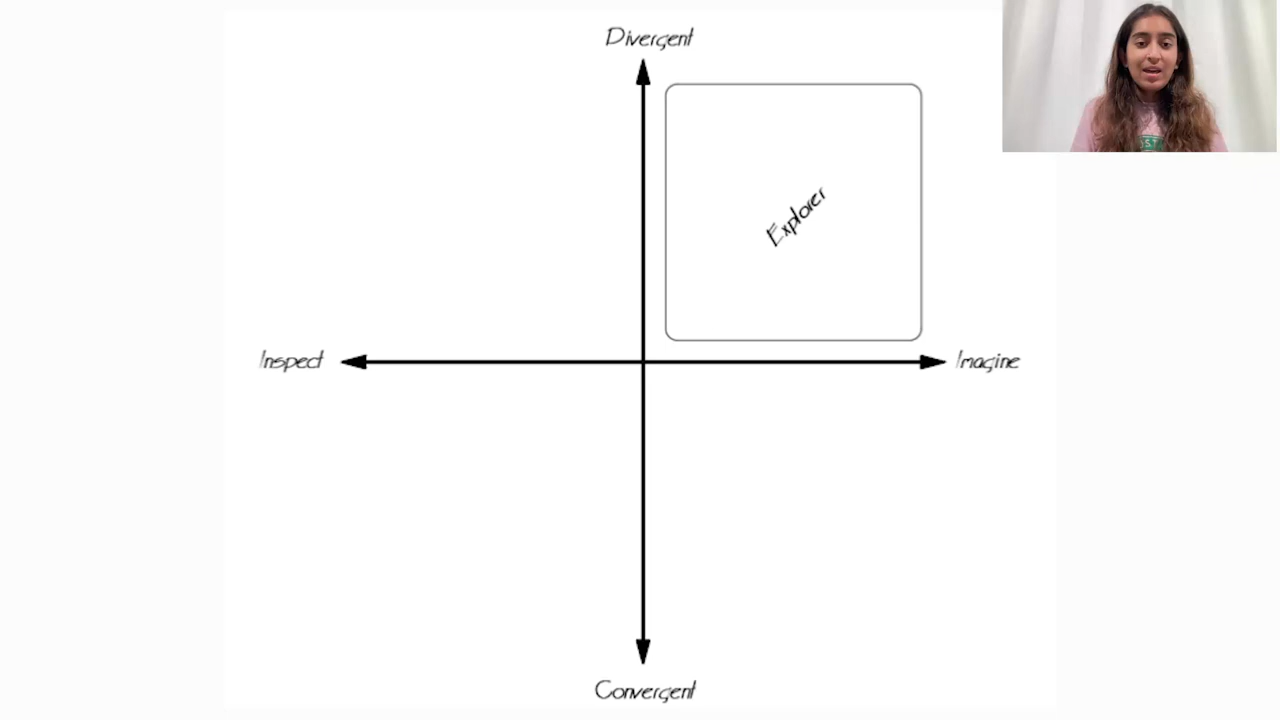 Divergent
Explorer
Inspect
Imagine
Convergent